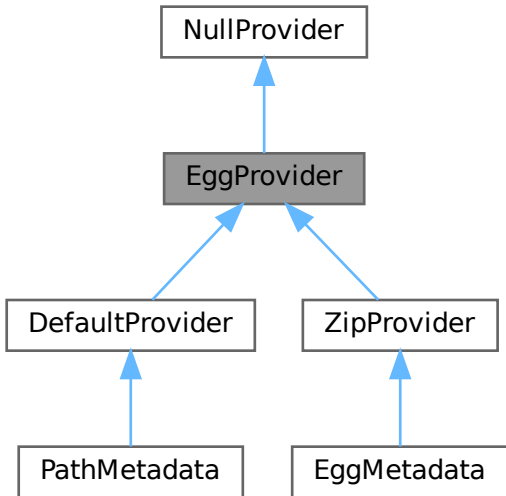 NullProvider
EggProvider
DefaultProvider
ZipProvider
PathMetadata
EggMetadata